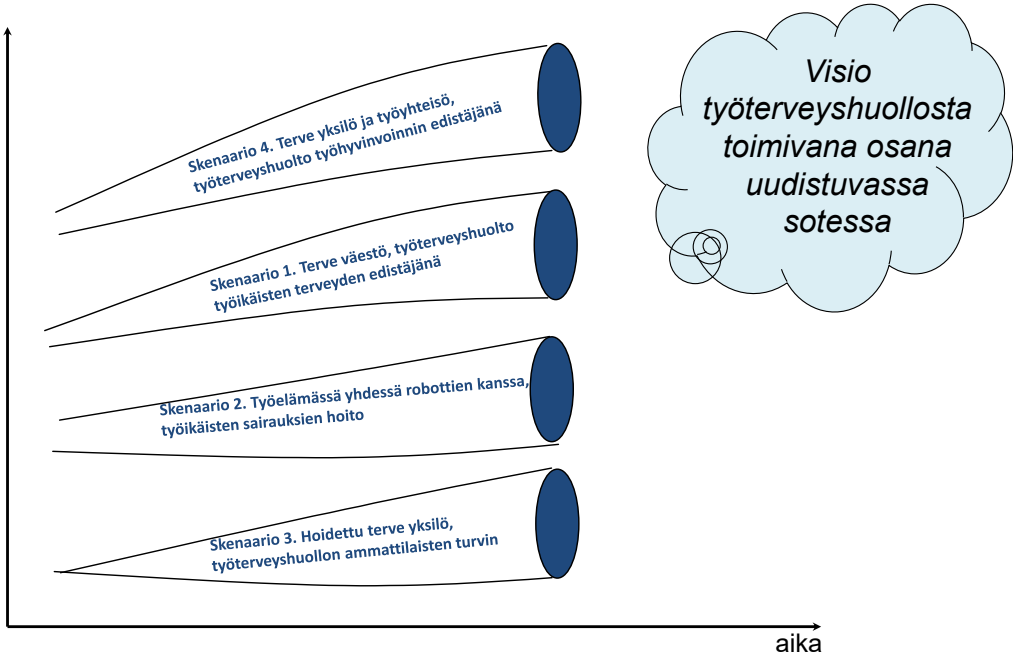 Skenaario 4. Terve yksilö ja työyhteisö,
työterveyshuolto työhyvinvoinnin edistäjänä
Skenaario 1. Terve väestö, työterveyshuolto
työikäisten terveyden edistäjänä
Skenaario 2. Työelämässä yhdessä robottien kanssa,
työikäisten sairauksien hoito
Skenaario 3. Hoidettu terve yksilö,
työterveyshuollon ammattilaisten turvin
aika
Visio
työterveyshuollosta
toimivana osana
uudistuvassa
sotessa